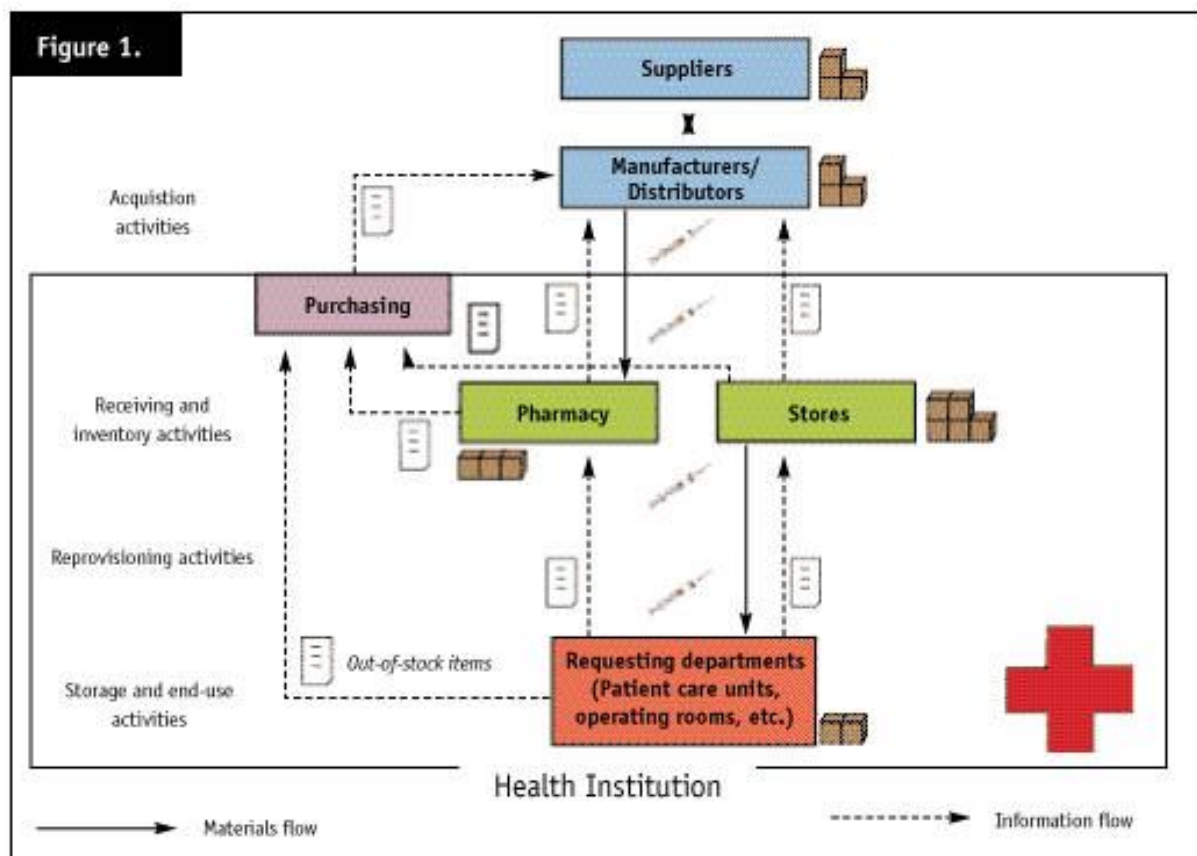 Figure 1.
Suppliers
Manufacturers/
Distributors
Acquistion
activities
Purchasing
Pharmacy
Stores
Receiving and
inventory activities
Reprovisioning activities
Out-of-stock items
Requesting departments
(Patient care units,
operating rooms, etc.)
Storage and end-use
activities
Health Institution
Materials flow
Information flow